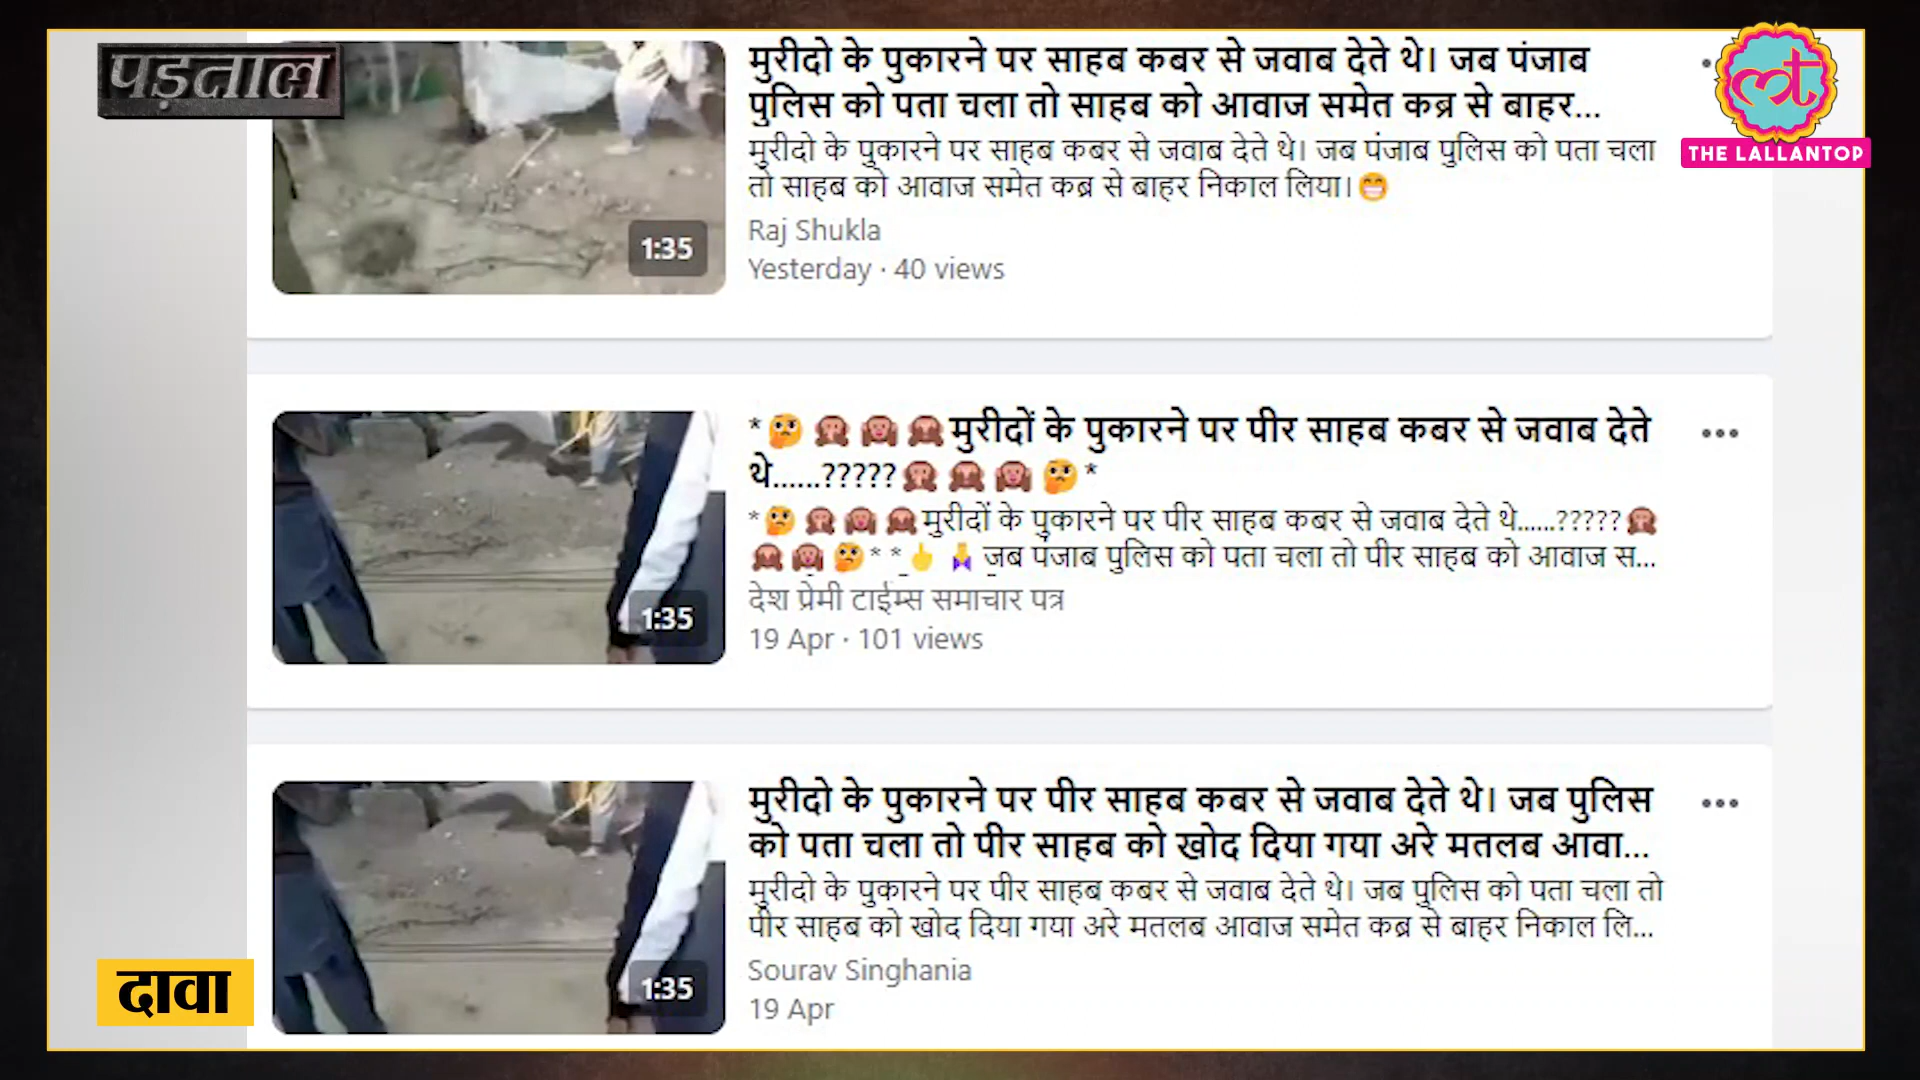 पड़ताल
THE LALLANTOP
मुरीदो के पुकारने पर साहब कबर से जवाब देते थे। जब पंजाब
पुलिस को पता चला तो साहब को आवाज समेत कब्र से बाहर...
मुरीदो के पुकारने पर साहब कबर से जवाब देते थे। जब पंजाब पुलिस को पता चला
तो साहब को आवाज समेत कब्र से बाहर निकाल लिया।😁
Raj Shukla
Yesterday · 40 views
1:35
*🤔🙊🙉🙈मुरीदों के पुकारने पर पीर साहब कबर से जवाब देते
थे......?????🙊🙈🙉🤔*
*🤔🙊🙉🙈मुरीदों के पुकारने पर पीर साहब कबर से जवाब देते थे......?????🙊
🙈🙉🤔* *👆 जब पंजाब पुलिस को पता चला तो पीर साहब को आवाज स...
देश प्रेमी टाईम्स समाचार पत्र
19 Apr · 101 views
1:35
मुरीदो के पुकारने पर पीर साहब कबर से जवाब देते थे। जब पुलिस
को पता चला तो पीर साहब को खोद दिया गया अरे मतलब आवा...
मुरीदो के पुकारने पर पीर साहब कबर से जवाब देते थे। जब पुलिस को पता चला तो
पीर साहब को खोद दिया गया अरे मतलब आवाज समेत कब्र से बाहर निकाल लि...
Sourav Singhania
19 Apr
1:35
दावा